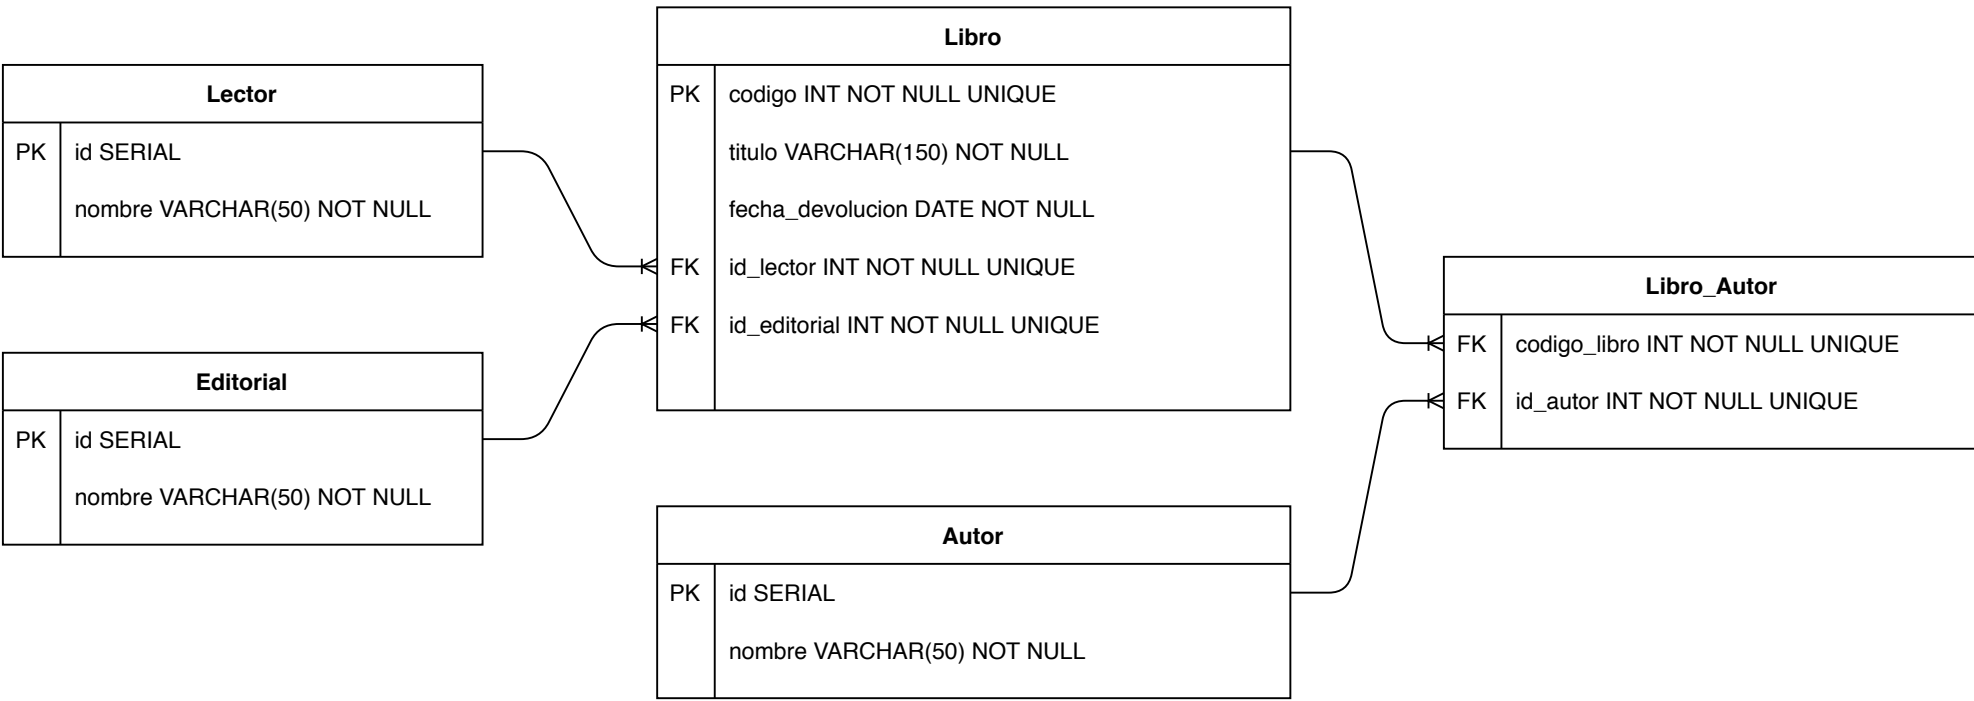 Lector
PK id SERIAL
nombre VARCHAR(50) NOT NULL
Editorial
PK id SERIAL
nombre VARCHAR(50) NOT NULL
Libro
PK codigo INT NOT NULL UNIQUE
titulo VARCHAR(150) NOT NULL
fecha_devolucion DATE NOT NULL
FK id_lector INT NOT NULL UNIQUE
FK id_editorial INT NOT NULL UNIQUE
Autor
PK id SERIAL
nombre VARCHAR(50) NOT NULL
Libro_Autor
FK codigo_libro INT NOT NULL UNIQUE
FK id_autor INT NOT NULL UNIQUE